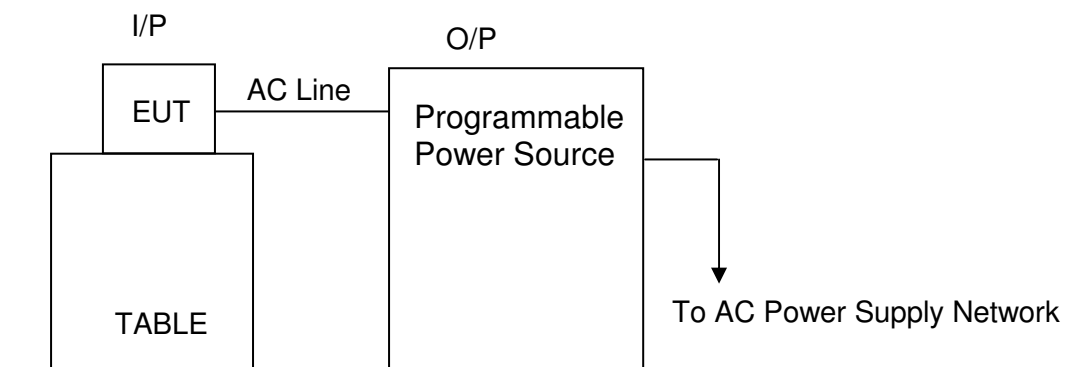 I/P
O/P
EUT
AC Line
Programmable
Power Source
TABLE
To AC Power Supply Network